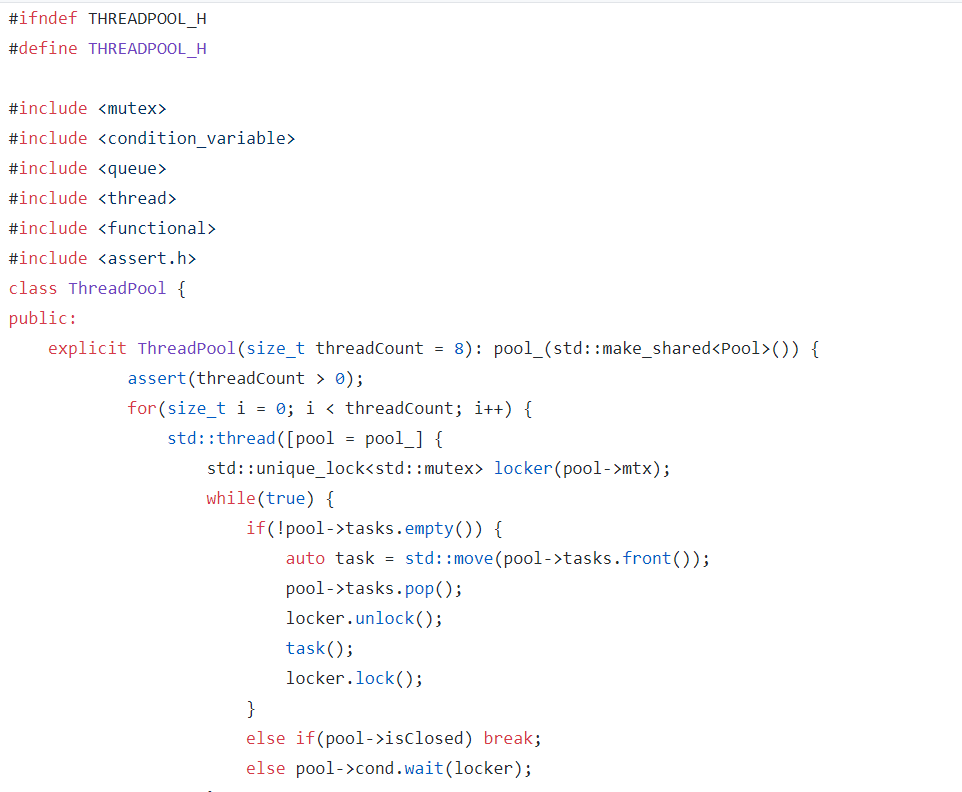 #ifndef THREADPOOL_H
#define THREADPOOL_H

#include <mutex>
#include <condition_variable>
#include <queue>
#include <thread>
#include <functional>
#include <assert.h>
class ThreadPool {
public:
    explicit ThreadPool(size_t threadCount = 8): pool_(std::make_shared<Pool>()) {
            assert(threadCount > 0);
            for(size_t i = 0; i < threadCount; i++) {
                std::thread([pool = pool_] {
                    std::unique_lock<std::mutex> locker(pool->mtx);
                    while(true) {
                        if(!pool->tasks.empty()) {
                            auto task = std::move(pool->tasks.front());
                            pool->tasks.pop();
                            locker.unlock();
                            task();
                            locker.lock();
                        }
                        else if(pool->isClosed) break;
                        else pool->cond.wait(locker);